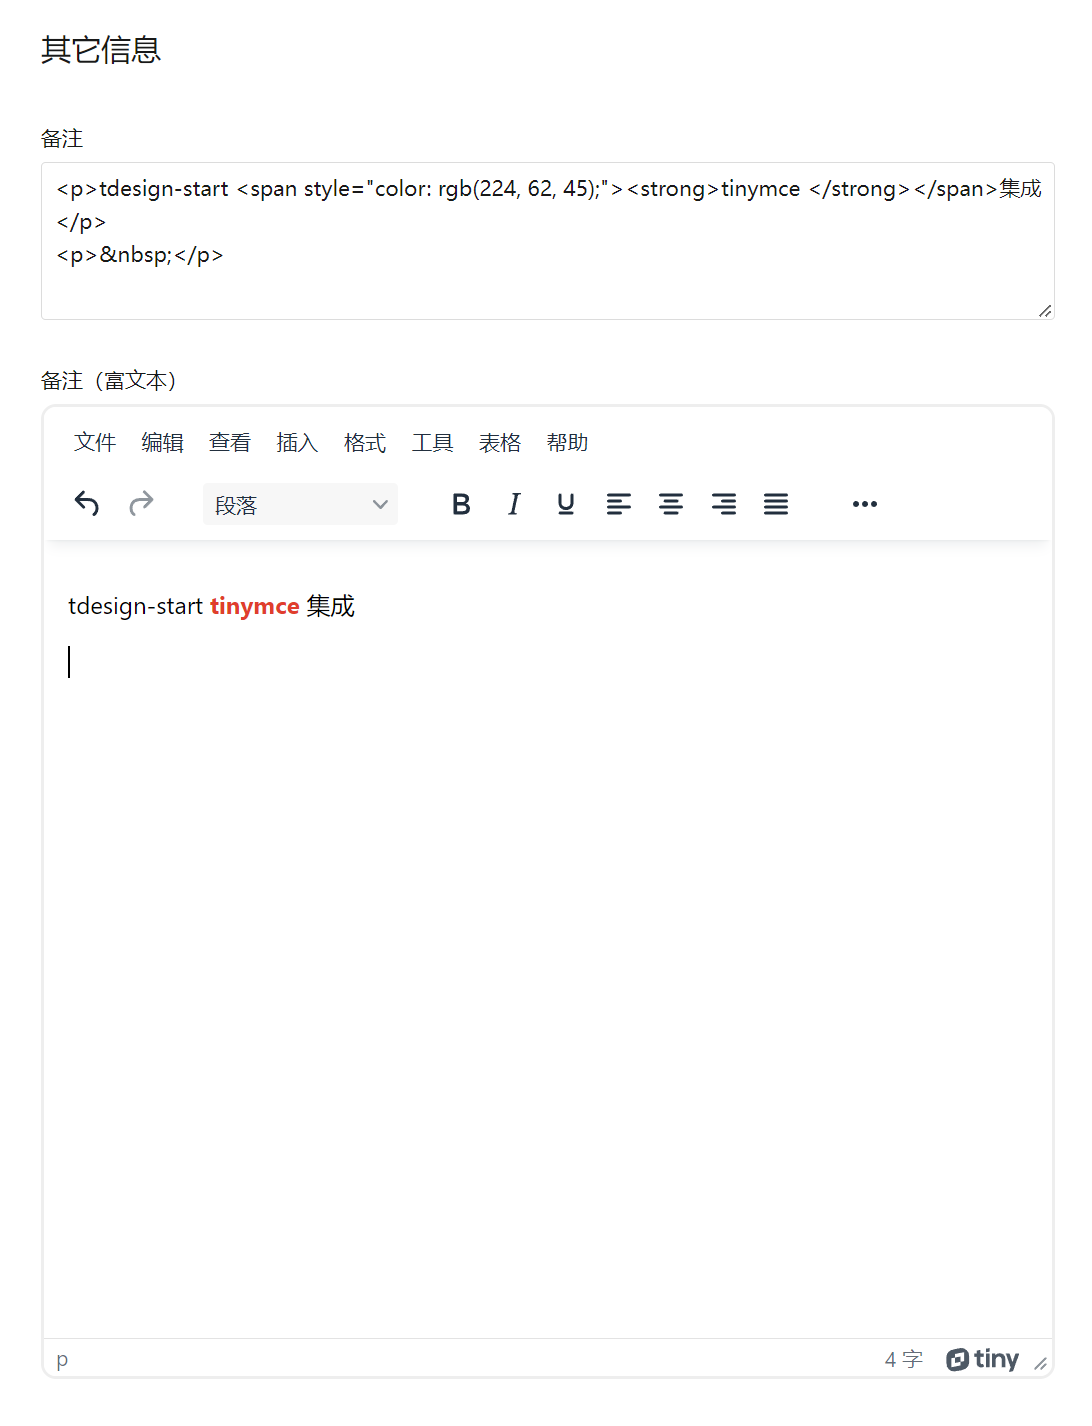 其它信息
备注
<p>tdesign-start <span style="color: rgb(224, 62, 45);"><strong>tinymce </strong></span>集成
</p>
<p>&nbsp;</p>
备注（富文本）
文件 编辑 查看 插入 格式 工具 表格 帮助
段落 B I U
tdesign-start tinymce 集成
p 4 字 tiny